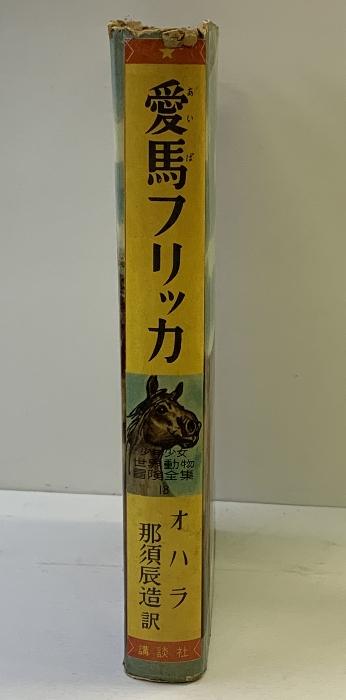 愛馬フリッカ
あいば
少年少女
世界動物
冒険全集
18
オハラ
那須辰造訳
講談社